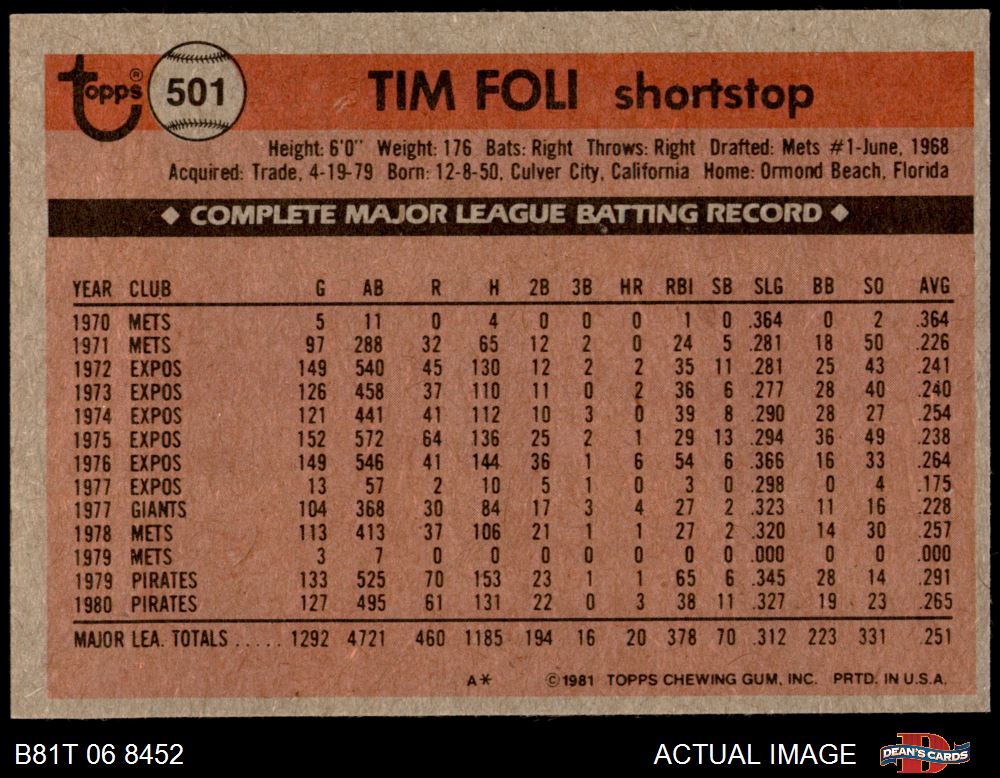 Topps® 501 TIM FOLI shortstop
Height: 6'0" Weight: 176 Bats: Right Throws: Right Drafted: Mets #1-June, 1968
Acquired: Trade, 4-19-79 Born: 12-8-50, Culver City, California Home: Ormond Beach, Florida
◆ COMPLETE MAJOR LEAGUE BATTING RECORD ◆
YEAR CLUB G AB R H 2B 3B HR RBI SB SLG BB SO AVG
1970 METS 5 11 0 4 0 0 0 1 0 .364 0 2 .364
1971 METS 97 288 32 65 12 2 0 24 5 .281 18 50 .226
1972 EXPOS 149 540 45 130 12 2 2 35 11 .281 25 43 .241
1973 EXPOS 126 458 37 110 11 0 2 36 6 .277 28 40 .240
1974 EXPOS 121 441 41 112 10 3 0 39 8 .290 28 27 .254
1975 EXPOS 152 572 64 136 25 2 1 29 13 .294 36 49 .238
1976 EXPOS 149 546 41 144 36 1 6 54 6 .366 16 33 .264
1977 EXPOS 13 57 2 10 5 1 0 3 0 .298 0 4 .175
1977 GIANTS 104 368 30 84 17 3 4 27 2 .323 11 16 .228
1978 METS 113 413 37 106 21 1 1 27 2 .320 14 30 .257
1979 METS 3 7 0 0 0 0 0 0 0 .000 0 0 .000
1979 PIRATES 133 525 70 153 23 1 1 65 6 .345 28 14 .291
1980 PIRATES 127 495 61 131 22 0 3 38 11 .327 19 23 .265
MAJOR LEA. TOTALS ..... 1292 4721 460 1185 194 16 20 378 70 .312 223 331 .251
A* ©1981 TOPPS CHEWING GUM, INC. PRTD. IN U.S.A.
B81T 06 8452 ACTUAL IMAGE D DEAN'S CARDS